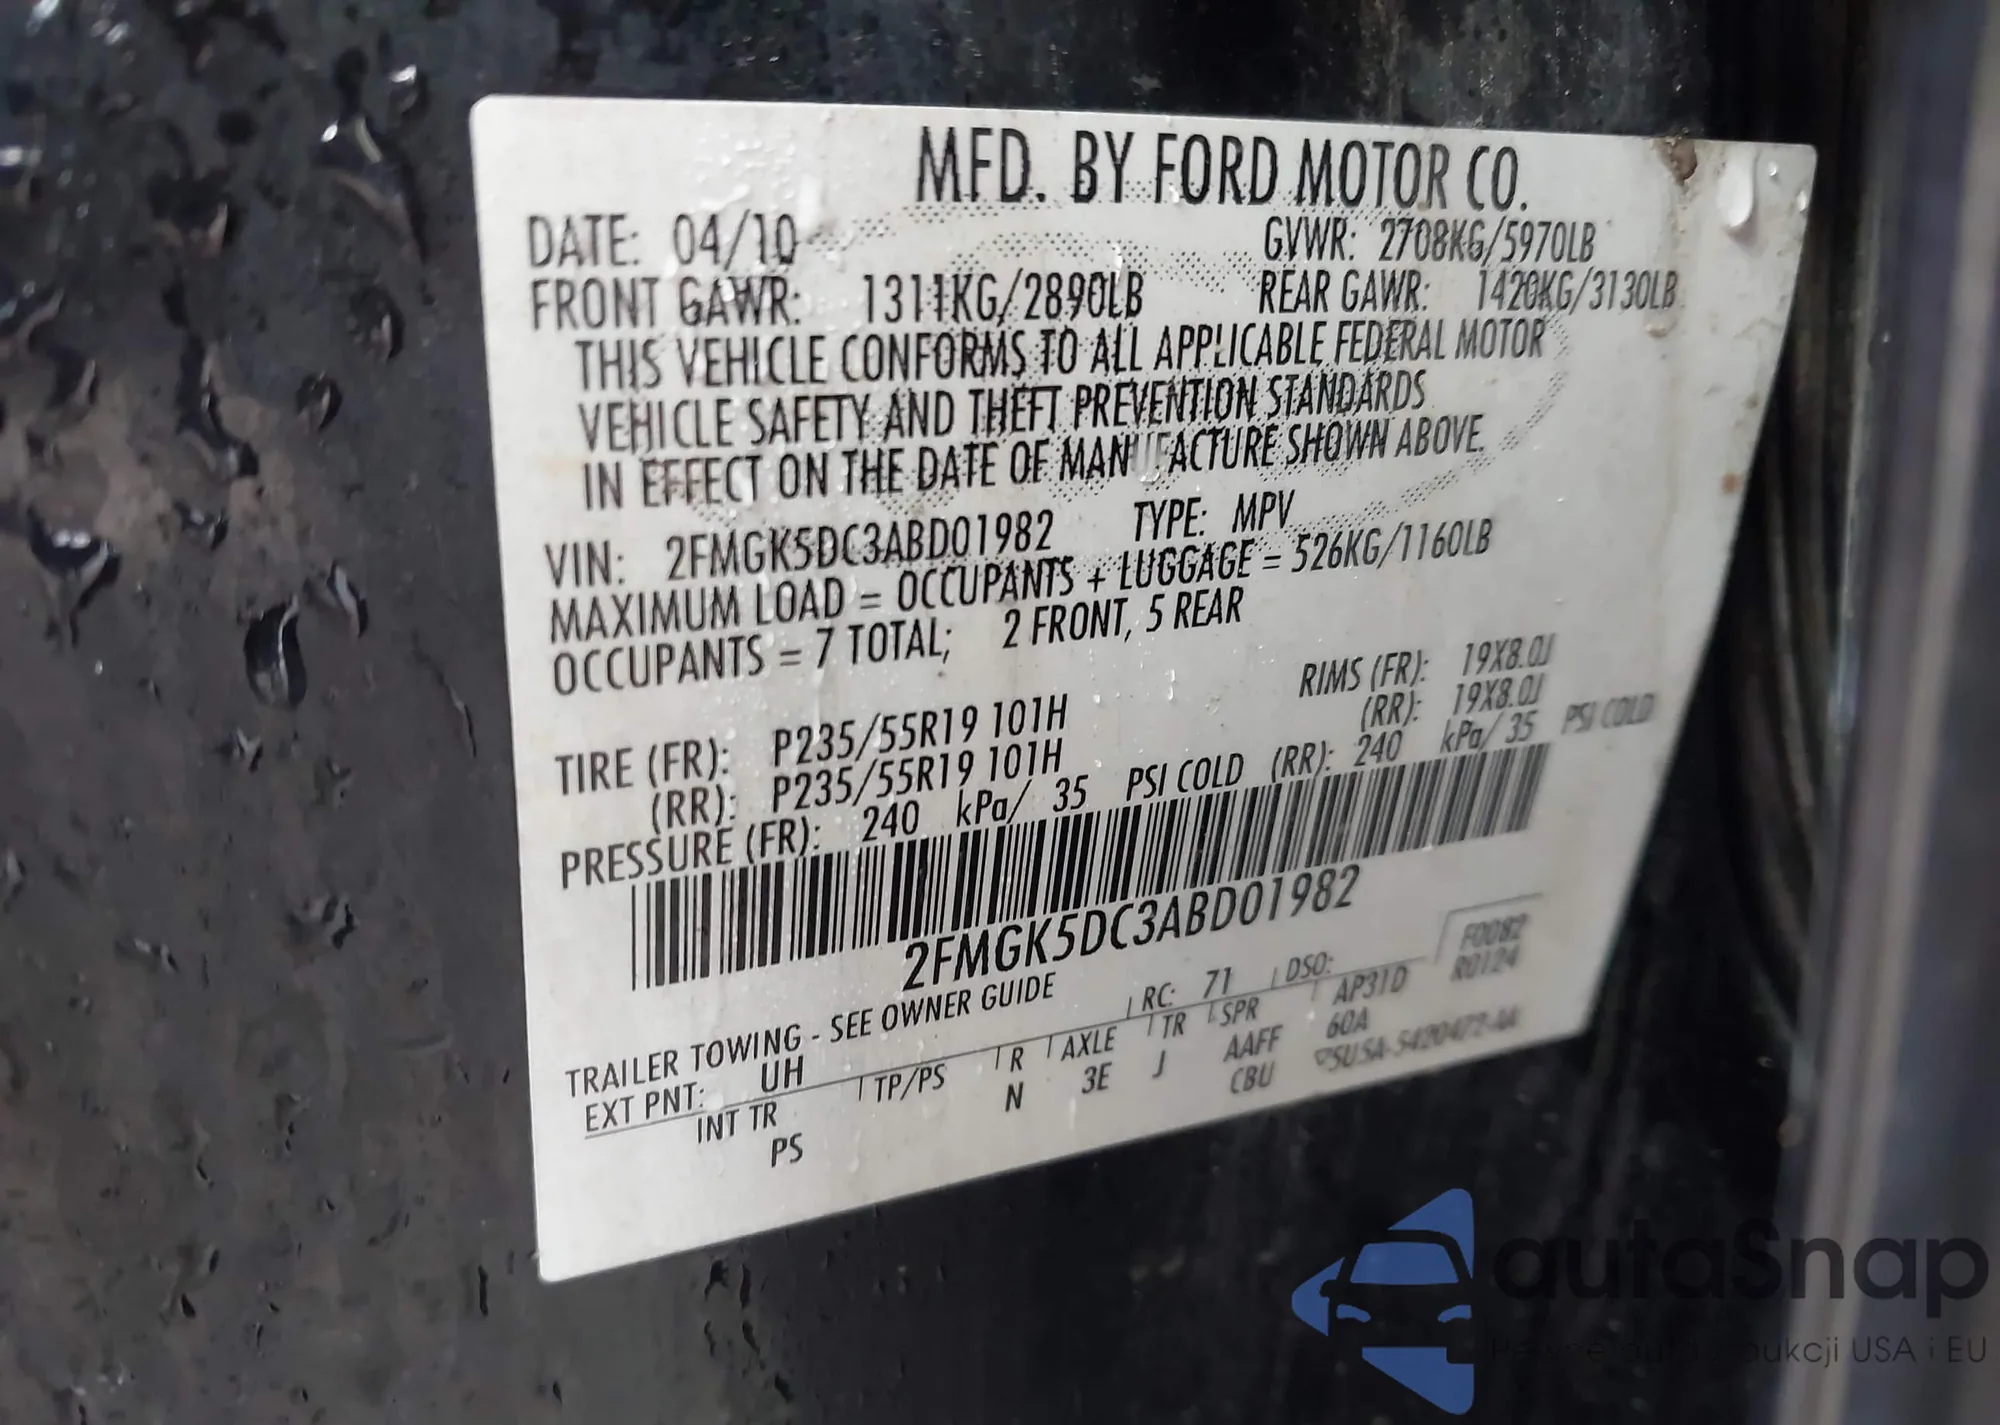 MFD. BY FORD MOTOR CO.
DATE: 04/10 GVWR: 2708KG/5970LB
FRONT GAWR: 1311KG/2890LB REAR GAWR: 1420KG/3130LB
THIS VEHICLE CONFORMS TO ALL APPLICABLE FEDERAL MOTOR
VEHICLE SAFETY AND THEFT PREVENTION STANDARDS
IN EFFECT ON THE DATE OF MANUFACTURE SHOWN ABOVE.
VIN: 2FMGK5DC3ABD01982 TYPE: MPV
MAXIMUM LOAD = OCCUPANTS + LUGGAGE = 526KG/1160LB
OCCUPANTS = 7 TOTAL; 2 FRONT, 5 REAR
TIRE (FR): P235/55R19 101H RIMS (FR): 19X8.0J
(RR): P235/55R19 101H (RR): 19X8.0J
PRESSURE (FR): 240 kPa/ 35 PSI COLD (RR): 240 kPa/ 35 PSI COLD
2FMGK5DC3ABD01982
F0082
R0124
TRAILER TOWING - SEE OWNER GUIDE
EXT PNT: UH RC: 71 DSO:
INT TR TP/PS R AXLE TR SPR AP31D
PS N 3E J AAFF 60A
CBU
autaSnap
USA i EU